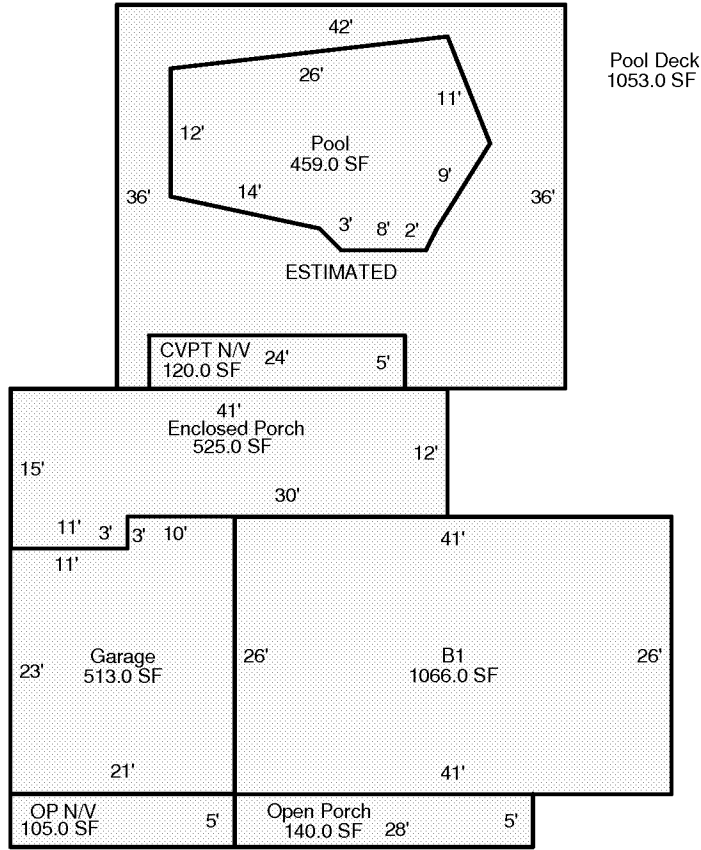 42'
Pool Deck
1053.0 SF
26'
11'
12'
Pool
459.0 SF
9'
36'
14'
36'
3'
8'
2'
ESTIMATED
CVPT N/V
120.0 SF
24'
5'
41'
Enclosed Porch
525.0 SF
12'
15'
30'
11'
3'
3'
10'
41'
11'
Garage
513.0 SF
23'
26'
B1
1066.0 SF
26'
21'
41'
OP N/V
105.0 SF
5'
Open Porch
140.0 SF
28'
5'